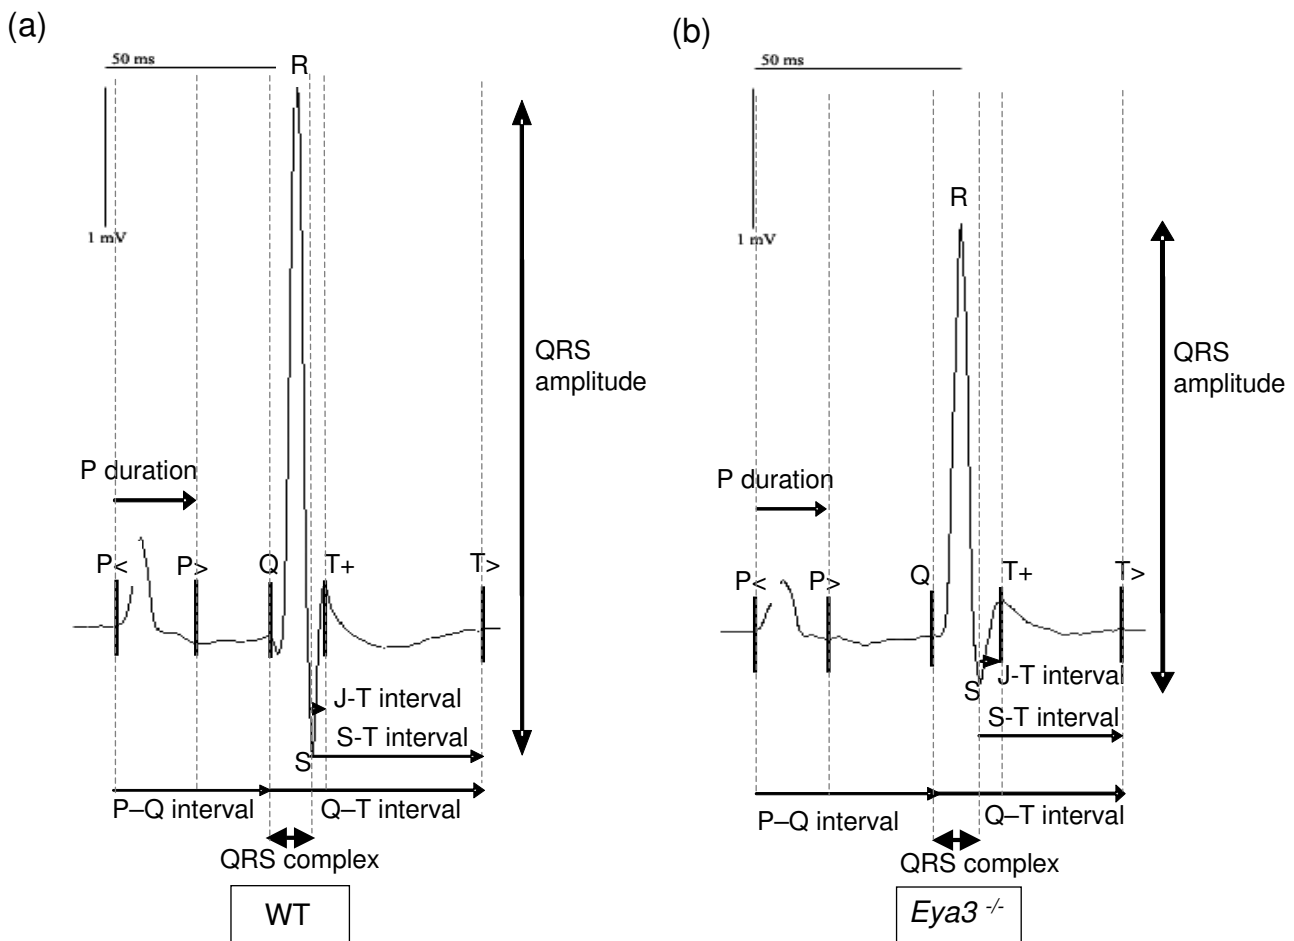 (a)
50 ms
R
1 mV
QRS
amplitude
P duration
P<
P>
Q
T+
T>
J-T interval
S-T interval
S
P–Q interval
Q–T interval
QRS complex
WT
(b)
50 ms
R
1 mV
QRS
amplitude
P duration
P<
P>
Q
T+
T>
J-T interval
S
S-T interval
P–Q interval
Q–T interval
QRS complex
Eya3 -/-